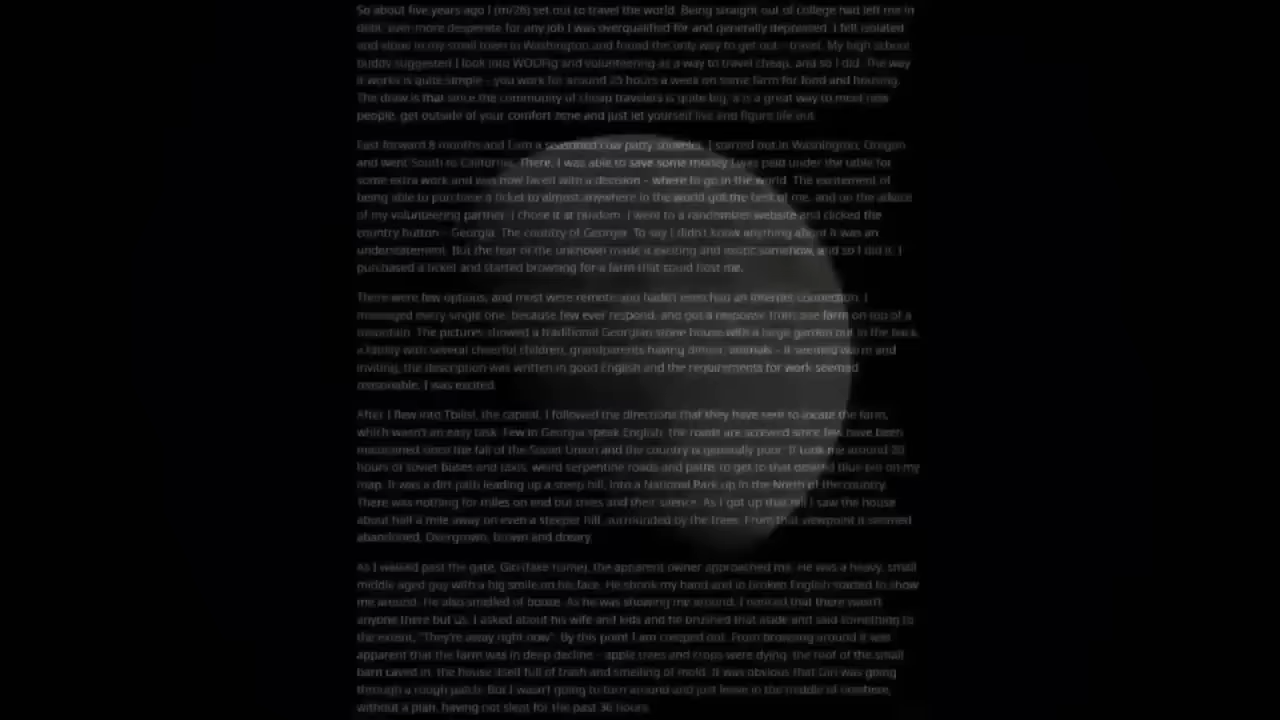 So about five years ago I (m/26) set out to travel the world. Being straight out of college had left me in
debt, ever-more desperate for any job I was overqualified for and generally depressed. I felt isolated
and alone in my small town in Washington and found the only way to get out - travel. My high school
buddy suggested I look into WOOFig and volunteering as a way to travel cheap, and so I did. The way
it works is quite simple - you work for around 25 hours a week on some farm for food and housing.
The draw is that since the community of cheap travelers is quite big, it is a great way to meet new
people, get outside of your comfort zone and just let yourself live and figure life out.
Fast forward 8 months and I am a seasoned cow patty shoveler. I started out in Washington, Oregon
and went South to California. There, I was able to save some money I was paid under the table for
some extra work and was now faced with a decision - where to go in the world. The excitement of
being able to purchase a ticket to almost anywhere in the world got the best of me, and on the advice
of my volunteering partner, I chose it at random. I went to a randomizer website and clicked the
country button - Georgia. The country of Georgia. To say I didn't know anything about it was an
understatement. But the fear of the unknown made it exciting and exotic somehow, and so I did it. I
purchased a ticket and started browsing for a farm that could host me.
There were few options, and most were remote and hadn't even had an internet connection. I
messaged every single one, because few ever respond, and got a response from one farm on top of a
mountain. The pictures showed a traditional Georgian stone house with a large garden out in the back,
a family with several cheerful children, grandparents having dinner, animals - it seemed warm and
inviting, the description was written in good English and the requirements for work seemed
reasonable. I was excited.
After I flew into Tbilisi, the capital, I followed the directions that they have sent to locate the farm,
which wasn't an easy task. Few in Georgia speak English, the roads are screwed since few have been
maintained since the fall of the Soviet Union and the country is generally poor. It took me around 20
hours of soviet buses and taxis, weird serpentine roads and paths to get to that desired blue pin on my
map. It was a dirt path leading up a steep hill, into a National Park up in the North of the country.
There was nothing for miles on end but trees and their silence. As I got up that hill I saw the house
about half a mile away on even a steeper hill, surrounded by the trees. From that viewpoint it seemed
abandoned. Overgrown, brown and dreary.
As I walked past the gate, Giri (fake name), the apparent owner approached me. He was a heavy, small
middle aged guy with a big smile on his face. He shook my hand and in broken English started to show
me around. He also smelled of booze. As he was showing me around, I noticed that there wasn't
anyone there but us. I asked about his wife and kids and he brushed that aside and said something to
the extent, "They're away right now". By this point I am creeped out. From browsing around it was
apparent that the farm was in deep decline - apple trees and crops were dying, the roof of the small
barn caved in, the house itself full of trash and smelling of mold. It was obvious that Giri was going
through a rough patch. But I wasn't going to turn around and just leave in the middle of nowhere,
without a plan, having not slept for the past 36 hours.